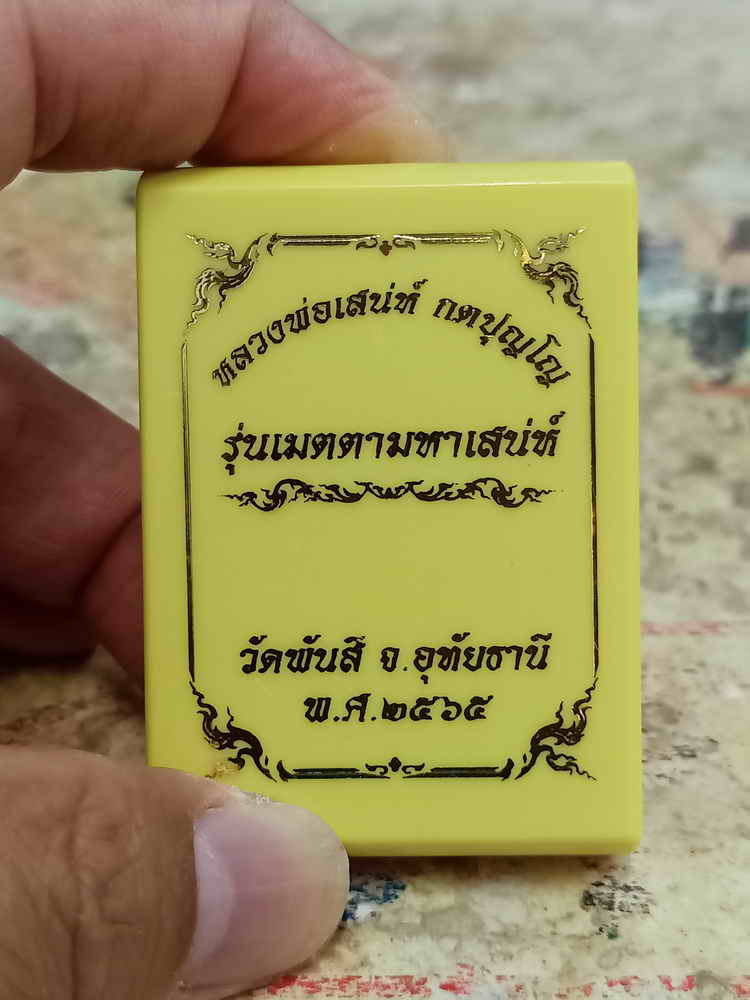 หลวงพ่อเสน่ห์ กตปุญฺโญ
รุ่นเมตตามหาเสน่ห์
วัดพันสี จ.อุทัยธานี
พ.ศ.๒๕๖๕